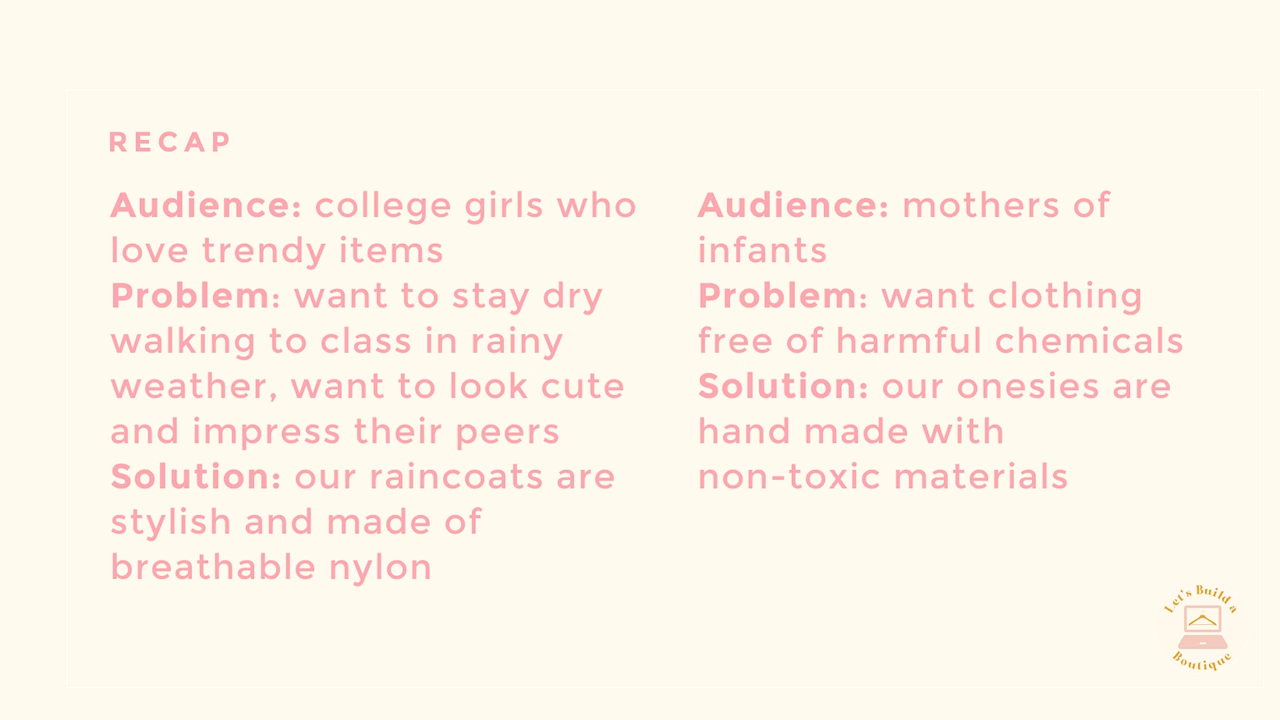 RECAP
Audience: college girls who
love trendy items
Problem: want to stay dry
walking to class in rainy
weather, want to look cute
and impress their peers
Solution: our raincoats are
stylish and made of
breathable nylon
Audience: mothers of
infants
Problem: want clothing
free of harmful chemicals
Solution: our onesies are
hand made with
non-toxic materials
Let's Build a
Boutique